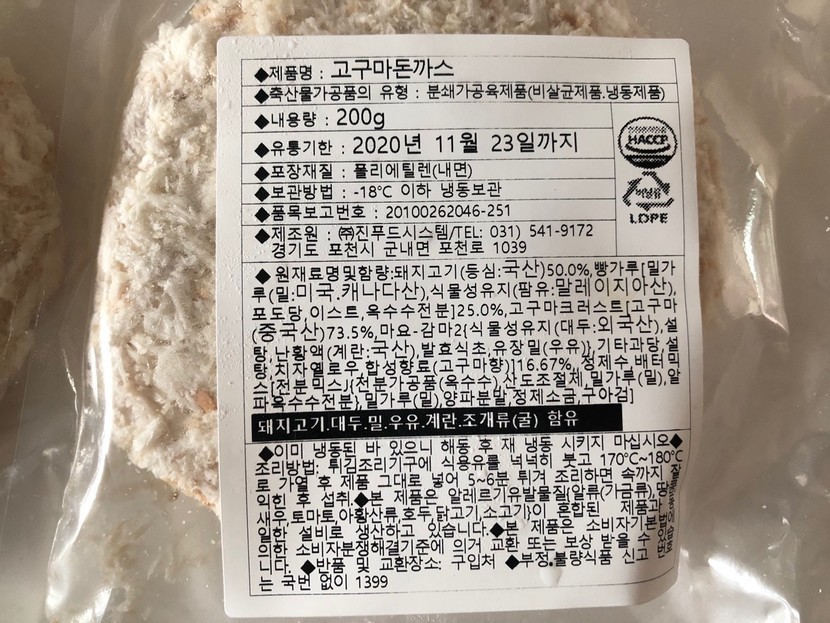 ◆제품명 : 고구마돈까스
◆축산물가공품의 유형 : 분쇄가공육제품(비살균제품.냉동제품)
◆내용량 : 200g
◆유통기한 : 2020년 11월 23일까지
HACCP
◆포장재질 : 폴리에틸렌(내면)
◆보관방법 : -18℃ 이하 냉동보관
LDPE
◆품목보고번호 : 20100262046-251
◆제조원 : ㈜진푸드시스템/TEL: 031) 541-9172
경기도 포천시 군내면 포천로 1039
◆원재료명및함량:돼지고기(등심:국산)50.0%,빵가루[밀가
루(밀:미국.캐나다산),식물성유지(팜유:말레이지아산),
포도당,이스트,옥수수전분]25.0%,고구마크러스트[고구마
(중국산)73.5%,마요-감마2{식물성유지(대두:외국산),설
탕,난황액(계란:국산),발효식초,유장밀(우유)},기타과당,설
탕,치자옐로우,합성향료(고구마향)]16.67%, 정제수,배터믹
스[전분믹스J{전분가공품(옥수수),산도조절제,밀가루(밀),알
파옥수수전분},밀가루(밀),양파분말,정제소금,구아검]
돼지고기.대두.밀.우유.계란.조개류(굴) 함유
◆이미 냉동된 바 있으니 해동 후 재 냉동 시키지 마십시오◆
조리방법: 튀김조리기구에 식용유를 넉넉히 붓고 170℃~180℃
로 가열 후 제품 그대로 넣어 5~6분 튀겨 조리하면 속까지 잘
익힌 후 섭취.◆본 제품은 알레르기유발물질{알류(가금류),땅
새우,토마토,아황산류,호두,닭고기,소고기}이 혼합된 제품과
일한 설비로 생산하고 있습니다.◆본 제품은 소비자기본
의한 소비자분쟁해결기준에 의거 교환 또는 보상 받을 수
니다. ◆반품 및 교환장소: 구입처 ◆부정.불량식품 신고
는 국번 없이 1399